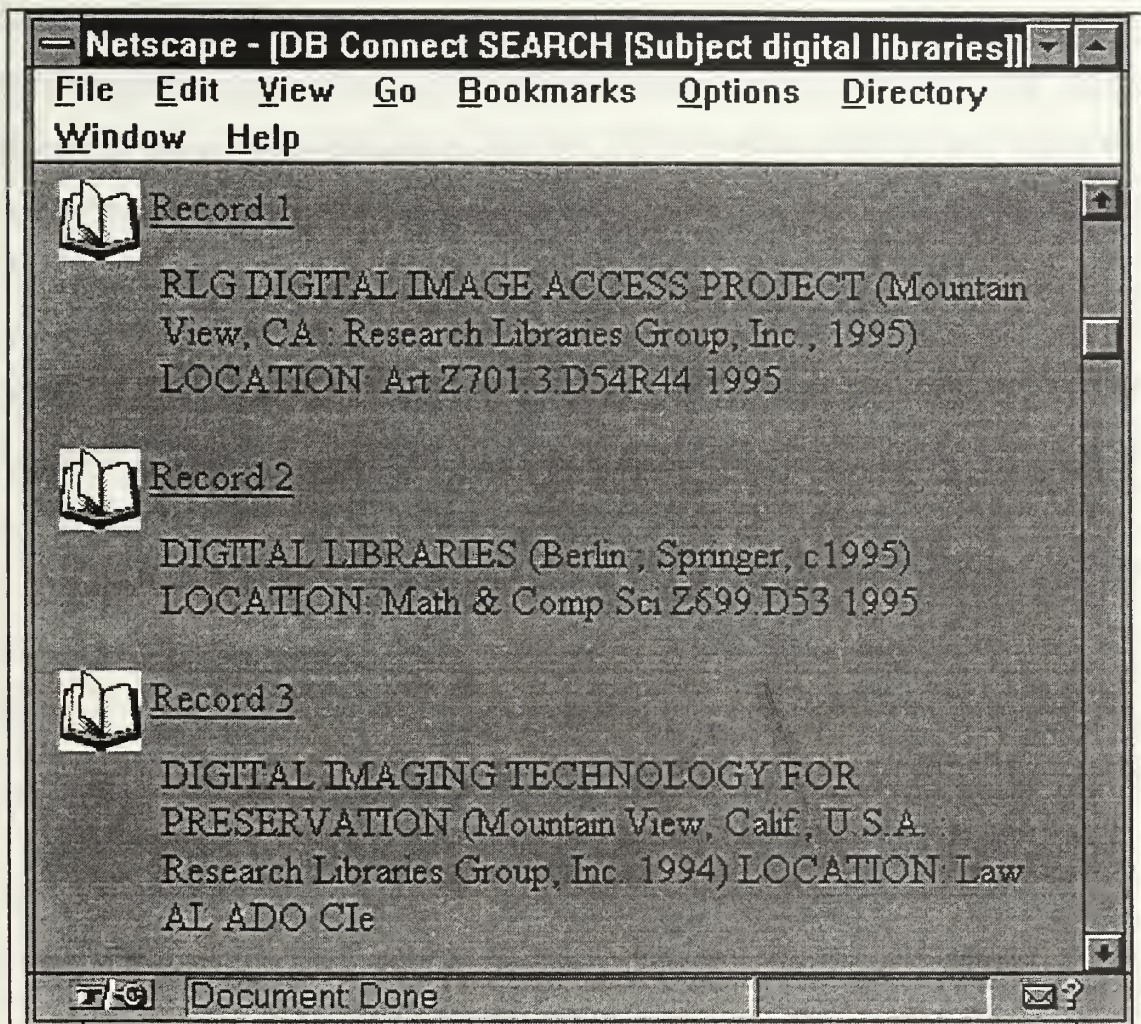 Netscape - [DB Connect SEARCH [Subject digital libraries]]
File Edit View Go Bookmarks Options Directory
Window Help
Record 1
RLG DIGITAL IMAGE ACCESS PROJECT (Mountain
View, CA : Research Libraries Group, Inc., 1995)
LOCATION: Art Z701.3.D54R44 1995
Record 2
DIGITAL LIBRARIES (Berlin ; Springer, c1995)
LOCATION: Math & Comp Sci Z699.D53 1995
Record 3
DIGITAL IMAGING TECHNOLOGY FOR
PRESERVATION (Mountain View, Calif., U.S.A. :
Research Libraries Group, Inc. 1994) LOCATION: Law
AL ADO CIe
Document: Done
?